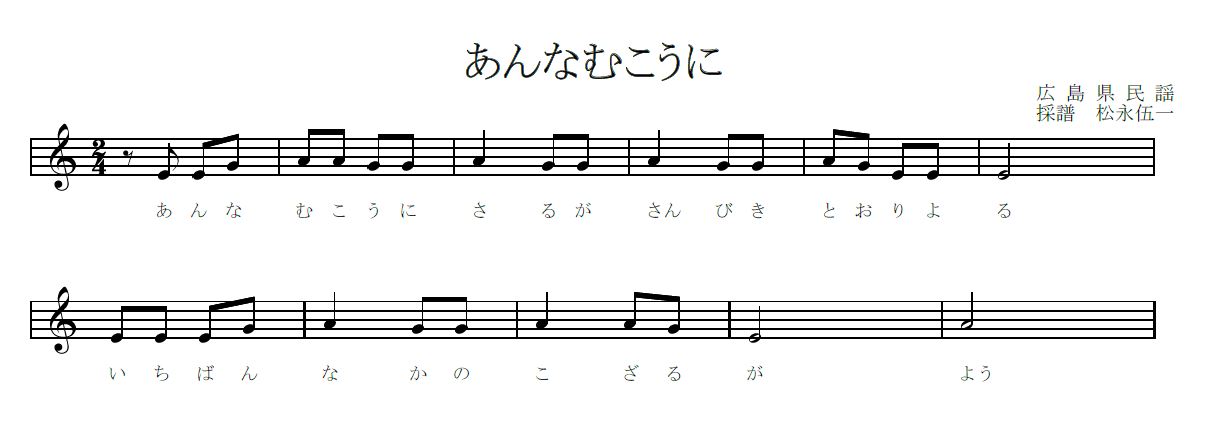 あんなむこうに
広島県民謡
採譜 松永伍一
2
4
あ ん な む こ う に さ る が さん び き と お り よ る
い ち ば ん な か の こ ざ る が よう